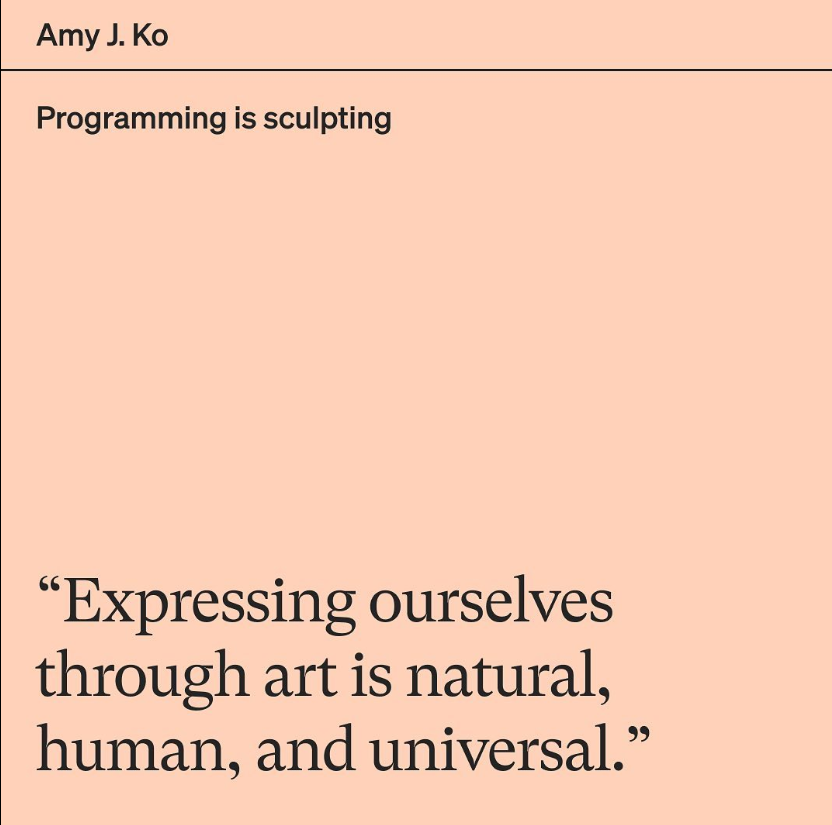 Amy J. Ko
Programming is sculpting
“Expressing ourselves
through art is natural,
human, and universal.”